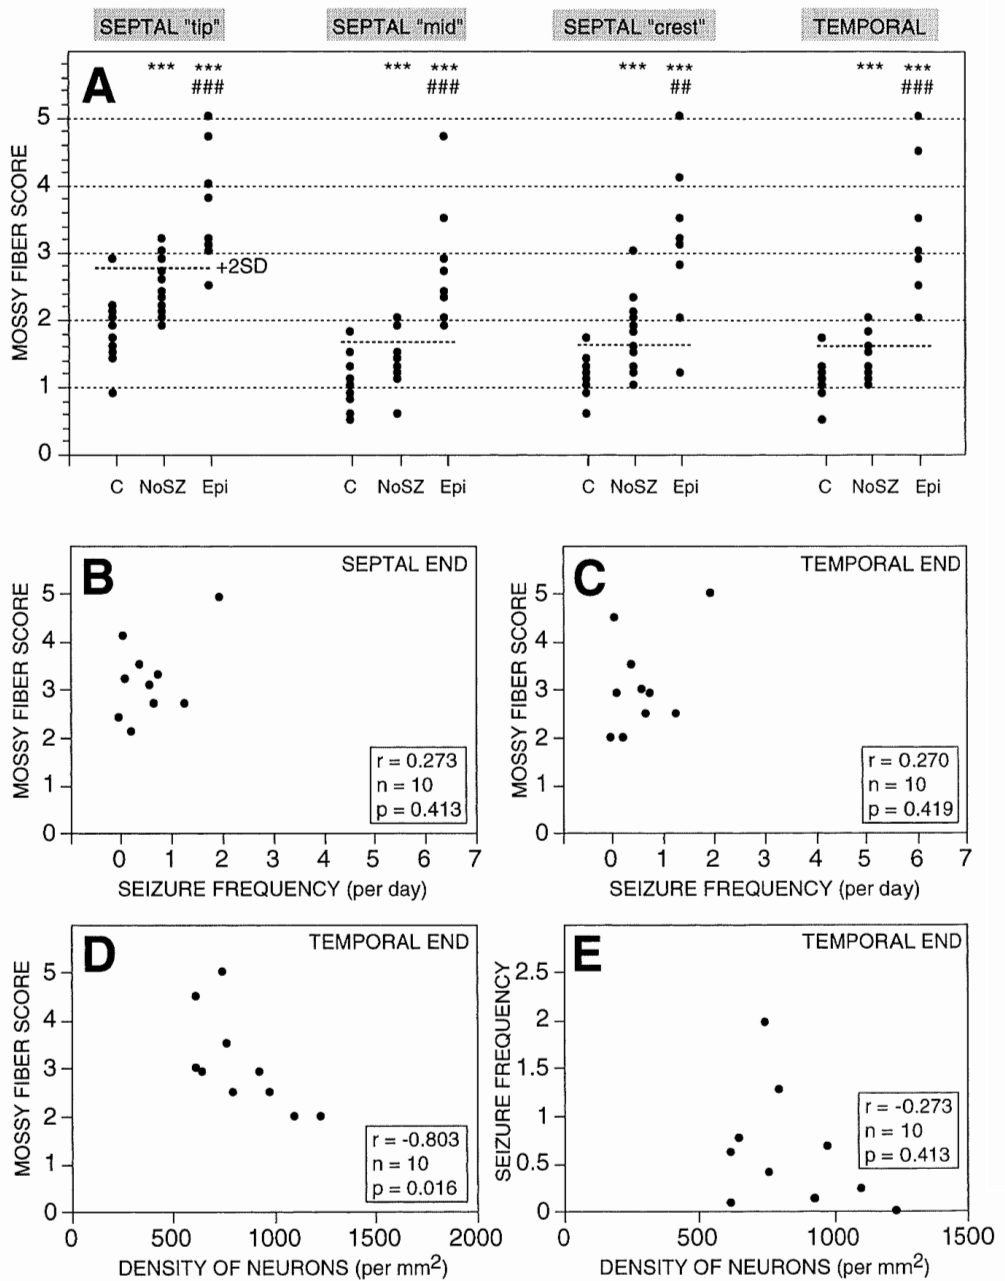 SEPTAL "tip" SEPTAL "mid" SEPTAL "crest" TEMPORAL
A
*** *** *** *** *** *** *** ***
### ### ## ###
MOSSY FIBER SCORE
5
4
3
+2SD
2
1
0
C NoSZ Epi C NoSZ Epi C NoSZ Epi C NoSZ Epi
B
SEPTAL END
MOSSY FIBER SCORE
5
4
3
2
1
0
r = 0.273
n = 10
p = 0.413
0 1 2 3 4 5 6 7
SEIZURE FREQUENCY (per day)
C
TEMPORAL END
MOSSY FIBER SCORE
5
4
3
2
1
0
r = 0.270
n = 10
p = 0.419
0 1 2 3 4 5 6 7
SEIZURE FREQUENCY (per day)
D
TEMPORAL END
MOSSY FIBER SCORE
5
4
3
2
1
0
r = -0.803
n = 10
p = 0.016
0 500 1000 1500 2000
DENSITY OF NEURONS (per mm²)
E
TEMPORAL END
SEIZURE FREQUENCY
2.5
2
1.5
1
0.5
0
r = -0.273
n = 10
p = 0.413
0 500 1000 1500
DENSITY OF NEURONS (per mm²)